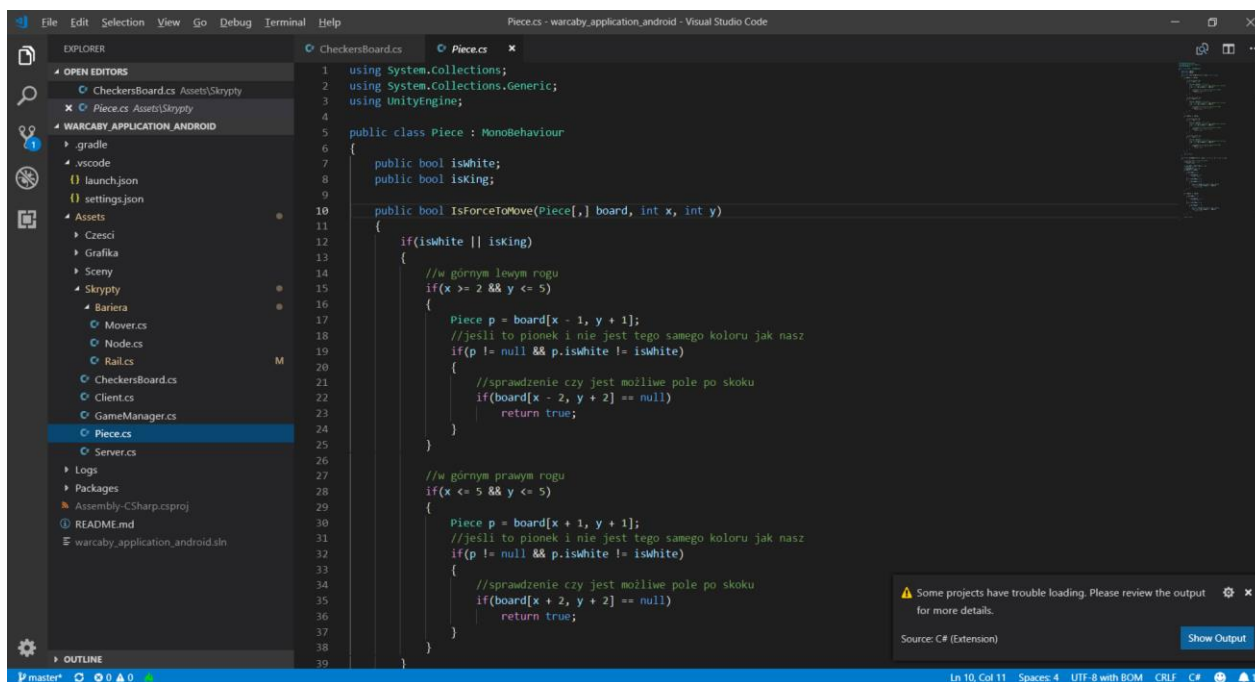 File Edit Selection View Go Debug Terminal Help
Piece.cs - warcaby_application_android - Visual Studio Code
EXPLORER
OPEN EDITORS
CheckersBoard.cs Assets\Skrypty
Piece.cs Assets\Skrypty
WARCABY_APPLICATION_ANDROID
.gradle
.vscode
{} launch.json
{} settings.json
Assets
Czesci
Grafika
Sceny
Skrypty
Bariera
Mover.cs
Node.cs
Rail.cs M
CheckersBoard.cs
Client.cs
GameManager.cs
Piece.cs
Server.cs
Logs
Packages
Assembly-CSharp.csproj
README.md
warcaby_application_android.sln
OUTLINE
1
CheckersBoard.cs Piece.cs
1 using System.Collections;
2 using System.Collections.Generic;
3 using UnityEngine;
4
5 public class Piece : MonoBehaviour
6 {
7 public bool isWhite;
8 public bool isKing;
9
10 public bool IsForceToMove(Piece[,] board, int x, int y)
11 {
12 if(isWhite || isKing)
13 {
14 //w górnym lewym rogu
15 if(x >= 2 && y <= 5)
16 {
17 Piece p = board[x - 1, y + 1];
18 //jeśli to pionek i nie jest tego samego koloru jak nasz
19 if(p != null && p.isWhite != isWhite)
20 {
21 //sprawdzenie czy jest możliwe pole po skoku
22 if(board[x - 2, y + 2] == null)
23 return true;
24 }
25 }
26
27 //w górnym prawym rogu
28 if(x <= 5 && y <= 5)
29 {
30 Piece p = board[x + 1, y + 1];
31 //jeśli to pionek i nie jest tego samego koloru jak nasz
32 if(p != null && p.isWhite != isWhite)
33 {
34 //sprawdzenie czy jest możliwe pole po skoku
35 if(board[x + 2, y + 2] == null)
36 return true;
37 }
38 }
39 }
Some projects have trouble loading. Please review the output
for more details.
Source: C# (Extension)
Show Output
master* 0 0 Ln 10, Col 11 Spaces: 4 UTF-8 with BOM CRLF C#